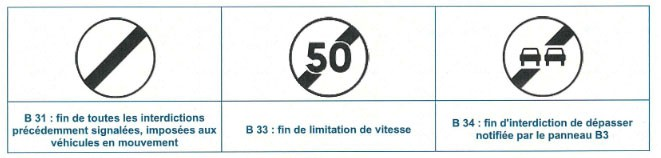 50
B 31 : fin de toutes les interdictions
précédemment signalées, imposées aux
véhicules en mouvement
B 33 : fin de limitation de vitesse
B 34 : fin d'interdiction de dépasser
notifiée par le panneau B3